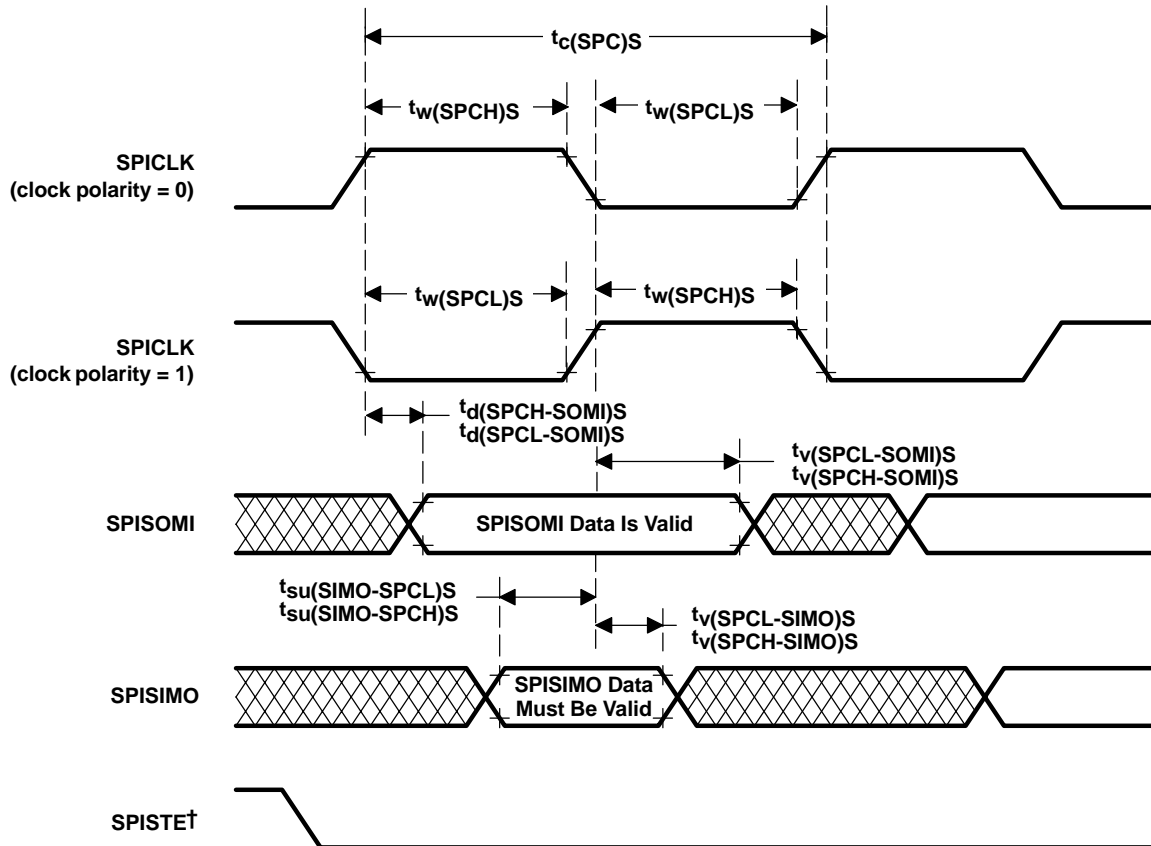 tc(SPC)S
tw(SPCH)S
tw(SPCL)S
SPICLK
(clock polarity = 0)
tw(SPCL)S
tw(SPCH)S
SPICLK
(clock polarity = 1)
td(SPCH-SOMI)S
td(SPCL-SOMI)S
tv(SPCL-SOMI)S
tv(SPCH-SOMI)S
SPISOMI
SPISOMI Data Is Valid
tsu(SIMO-SPCL)S
tsu(SIMO-SPCH)S
tv(SPCL-SIMO)S
tv(SPCH-SIMO)S
SPISIMO
SPISIMO Data
Must Be Valid
SPISTE†